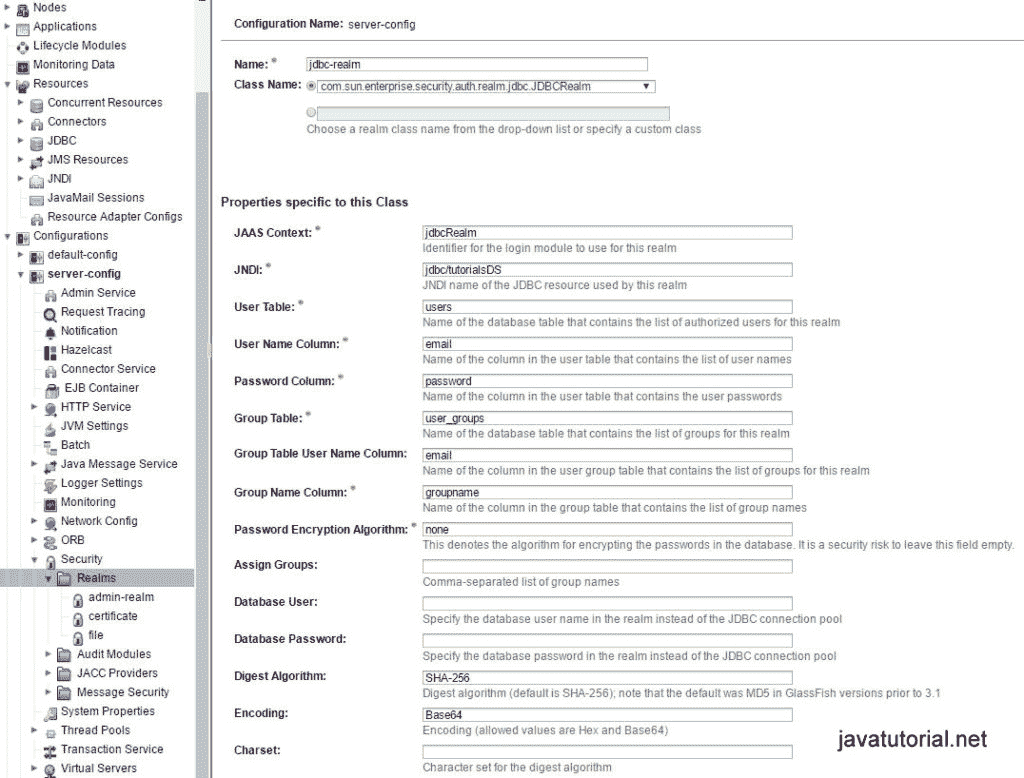 Nodes
Applications
Lifecycle Modules
Monitoring Data
Resources
Concurrent Resources
Connectors
JDBC
JMS Resources
JNDI
JavaMail Sessions
Resource Adapter Configs
Configurations
default-config
server-config
Admin Service
Request Tracing
Notification
Hazelcast
Connector Service
EJB Container
HTTP Service
JVM Settings
Batch
Java Message Service
Logger Settings
Monitoring
Network Config
ORB
Security
Realms
admin-realm
certificate
file
Audit Modules
JACC Providers
Message Security
System Properties
Thread Pools
Transaction Service
Virtual Servers
Configuration Name: server-config
Name: * jdbc-realm
Class Name: com.sun.enterprise.security.auth.realm.jdbc.JDBCRealm
Choose a realm class name from the drop-down list or specify a custom class
Properties specific to this Class
JAAS Context: * jdbcRealm
Identifier for the login module to use for this realm
JNDI: * jdbc/tutorialsDS
JNDI name of the JDBC resource used by this realm
User Table: * users
Name of the database table that contains the list of authorized users for this realm
User Name Column: * email
Name of the column in the user table that contains the list of user names
Password Column: * password
Name of the column in the user table that contains the user passwords
Group Table: * user_groups
Name of the database table that contains the list of groups for this realm
Group Table User Name Column: email
Name of the column in the user group table that contains the list of groups for this realm
Group Name Column: * groupname
Name of the column in the group table that contains the list of group names
Password Encryption Algorithm: * none
This denotes the algorithm for encrypting the passwords in the database. It is a security risk to leave this field empty.
Assign Groups:
Comma-separated list of group names
Database User:
Specify the database user name in the realm instead of the JDBC connection pool
Database Password:
Specify the database password in the realm instead of the JDBC connection pool
Digest Algorithm: SHA-256
Digest algorithm (default is SHA-256); note that the default was MD5 in GlassFish versions prior to 3.1
Encoding: Base64
Encoding (allowed values are Hex and Base64)
Charset:
Character set for the digest algorithm
javatutorial.net